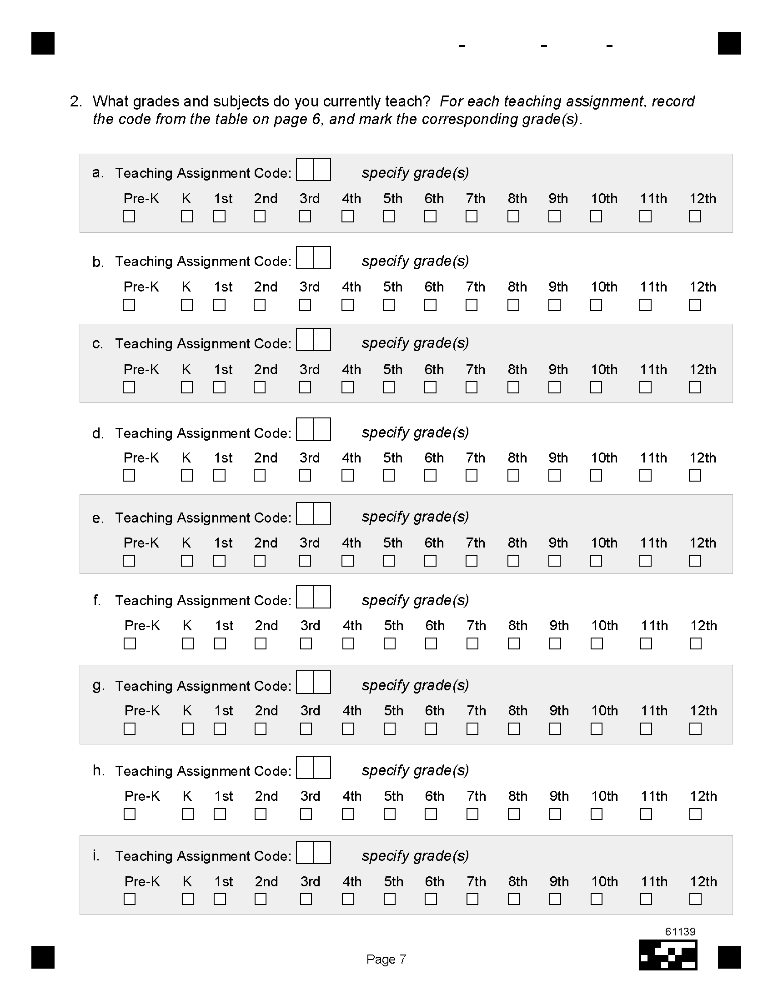 - - -
2. What grades and subjects do you currently teach? For each teaching assignment, record
the code from the table on page 6, and mark the corresponding grade(s).
a. Teaching Assignment Code: specify grade(s)
Pre-K K 1st 2nd 3rd 4th 5th 6th 7th 8th 9th 10th 11th 12th
b. Teaching Assignment Code: specify grade(s)
Pre-K K 1st 2nd 3rd 4th 5th 6th 7th 8th 9th 10th 11th 12th
c. Teaching Assignment Code: specify grade(s)
Pre-K K 1st 2nd 3rd 4th 5th 6th 7th 8th 9th 10th 11th 12th
d. Teaching Assignment Code: specify grade(s)
Pre-K K 1st 2nd 3rd 4th 5th 6th 7th 8th 9th 10th 11th 12th
e. Teaching Assignment Code: specify grade(s)
Pre-K K 1st 2nd 3rd 4th 5th 6th 7th 8th 9th 10th 11th 12th
f. Teaching Assignment Code: specify grade(s)
Pre-K K 1st 2nd 3rd 4th 5th 6th 7th 8th 9th 10th 11th 12th
g. Teaching Assignment Code: specify grade(s)
Pre-K K 1st 2nd 3rd 4th 5th 6th 7th 8th 9th 10th 11th 12th
h. Teaching Assignment Code: specify grade(s)
Pre-K K 1st 2nd 3rd 4th 5th 6th 7th 8th 9th 10th 11th 12th
i. Teaching Assignment Code: specify grade(s)
Pre-K K 1st 2nd 3rd 4th 5th 6th 7th 8th 9th 10th 11th 12th
61139
Page 7